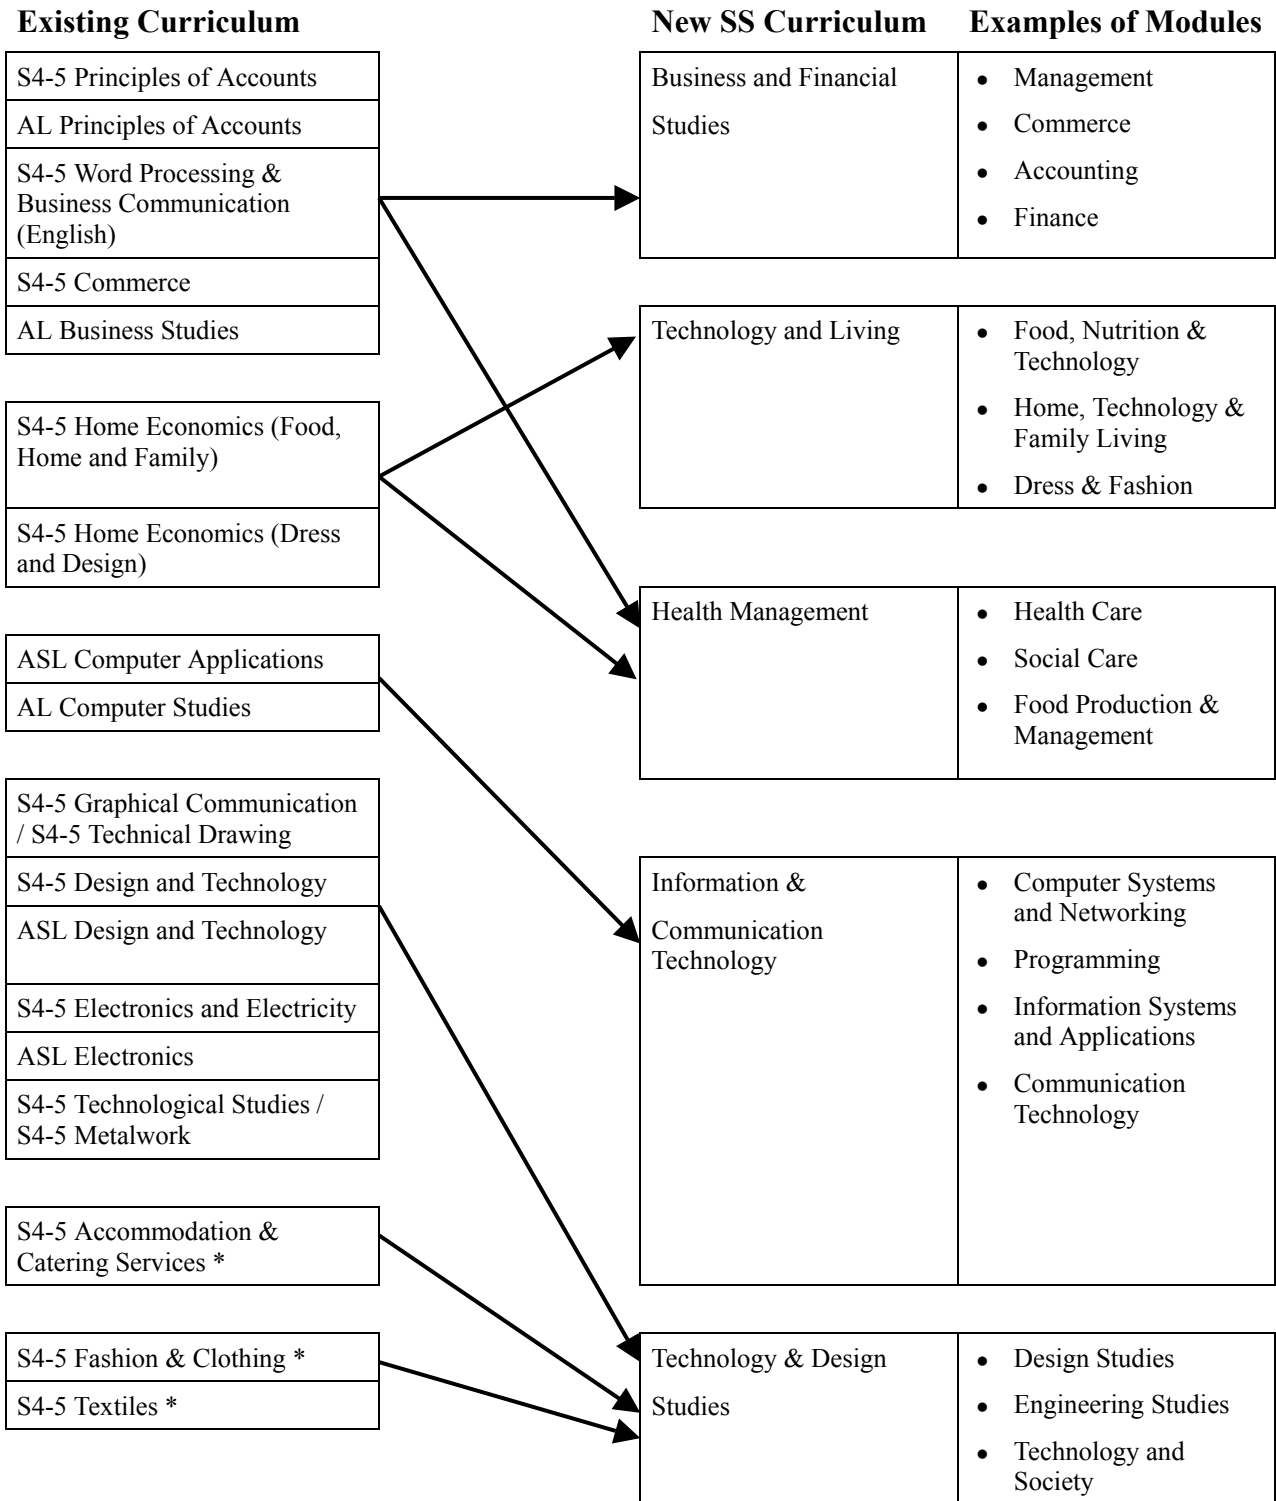 Existing Curriculum
New SS Curriculum
Examples of Modules
S4-5 Principles of Accounts
AL Principles of Accounts
S4-5 Word Processing &
Business Communication
(English)
S4-5 Commerce
AL Business Studies
S4-5 Home Economics (Food,
Home and Family)
S4-5 Home Economics (Dress
and Design)
ASL Computer Applications
AL Computer Studies
S4-5 Graphical Communication
/ S4-5 Technical Drawing
S4-5 Design and Technology
ASL Design and Technology
S4-5 Electronics and Electricity
ASL Electronics
S4-5 Technological Studies /
S4-5 Metalwork
S4-5 Accommodation &
Catering Services *
S4-5 Fashion & Clothing *
S4-5 Textiles *
Business and Financial
Studies
● Management
● Commerce
● Accounting
● Finance
Technology and Living
● Food, Nutrition &
Technology
● Home, Technology &
Family Living
● Dress & Fashion
Health Management
● Health Care
● Social Care
● Food Production &
Management
Information &
Communication
Technology
● Computer Systems
and Networking
● Programming
● Information Systems
and Applications
● Communication
Technology
Technology & Design
Studies
● Design Studies
● Engineering Studies
● Technology and
Society